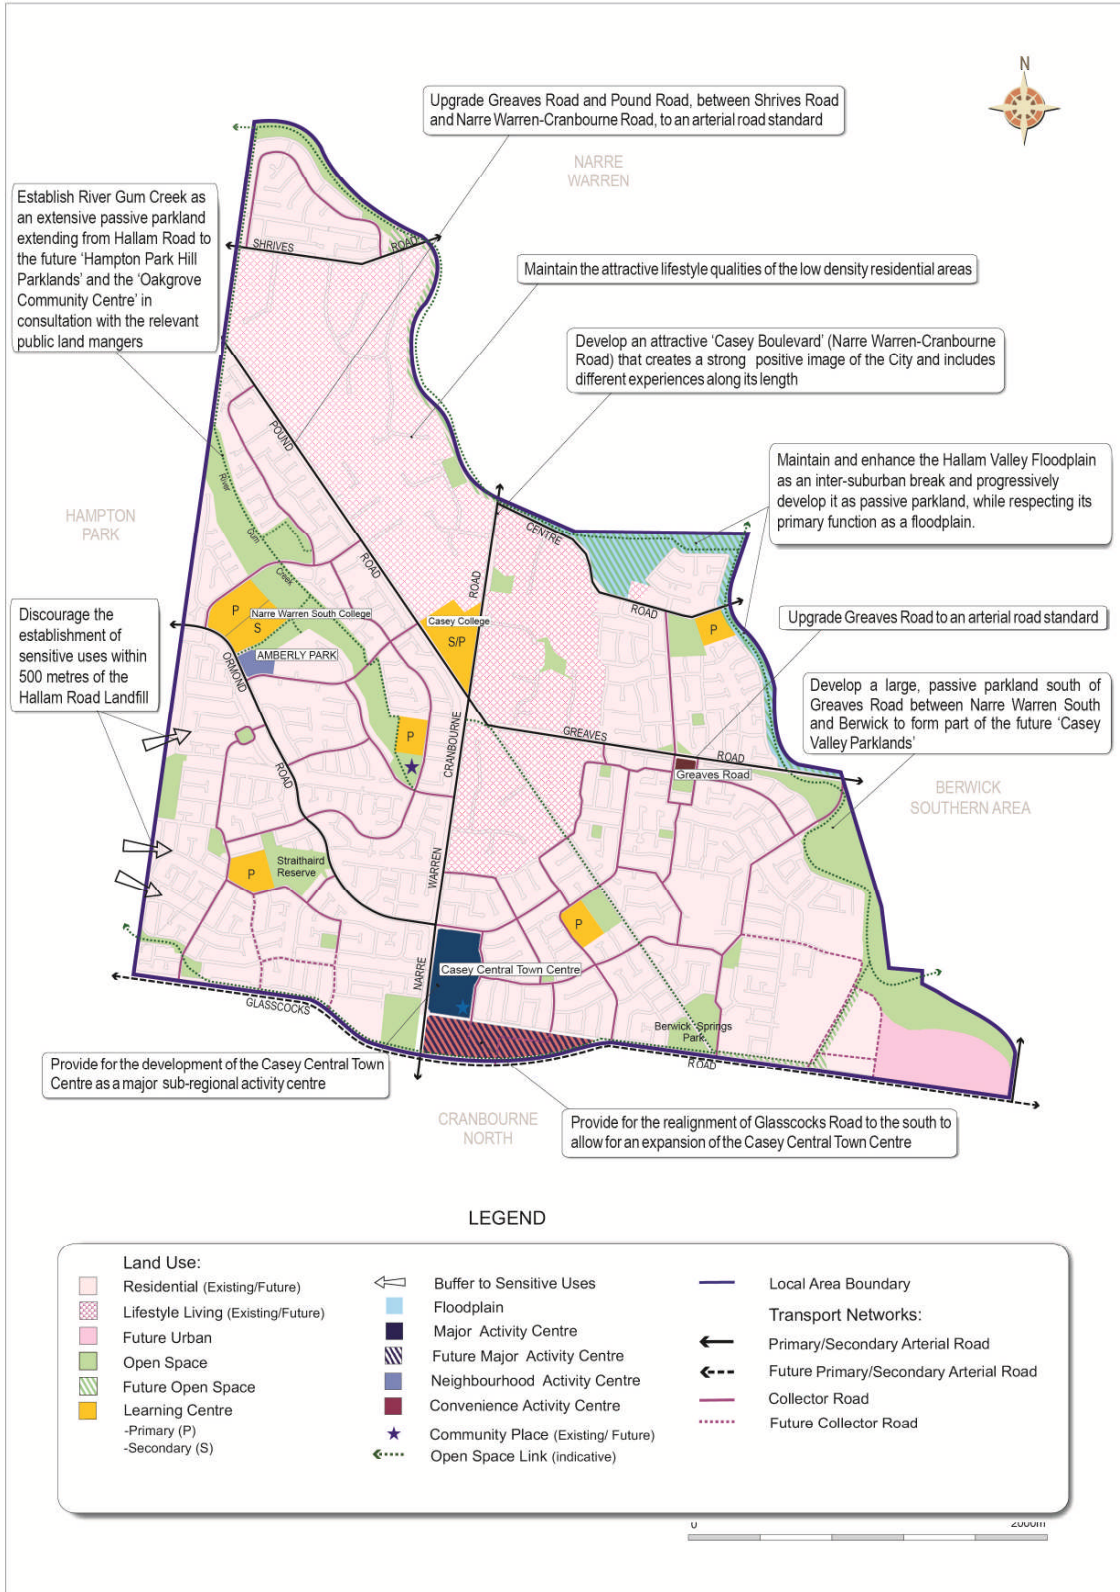 N
Upgrade Greaves Road and Pound Road, between Shrives Road
and Narre Warren-Cranbourne Road, to an arterial road standard
NARRE
WARREN
Establish River Gum Creek as
an extensive passive parkland
extending from Hallam Road to
the future ‘Hampton Park Hill
Parklands’ and the ‘Oakgrove
Community Centre’ in
consultation with the relevant
public land mangers
SHRIVES
ROAD
Maintain the attractive lifestyle qualities of the low density residential areas
Develop an attractive ‘Casey Boulevard’ (Narre Warren-Cranbourne
Road) that creates a strong positive image of the City and includes
different experiences along its length
POUND
ROAD
Maintain and enhance the Hallam Valley Floodplain
as an inter-suburban break and progressively
develop it as passive parkland, while respecting its
primary function as a floodplain.
River
Gum
Creek
HAMPTON
PARK
CENTRE
ROAD
ROAD
Discourage the
establishment of
sensitive uses within
500 metres of the
Hallam Road Landfill
P
S
Narre Warren South College
Casey College
S/P
P
Upgrade Greaves Road to an arterial road standard
AMBERLY PARK
ORMOND
ROAD
Develop a large, passive parkland south of
Greaves Road between Narre Warren South
and Berwick to form part of the future ‘Casey
Valley Parklands’
P
CRANBOURNE
GREAVES
ROAD
Greaves Road
BERWICK
SOUTHERN AREA
WARREN
P
Straithaird
Reserve
P
NARRE
Casey Central Town Centre
GLASSCOCKS
Berwick Springs
Park
ROAD
Provide for the development of the Casey Central Town
Centre as a major sub-regional activity centre
CRANBOURNE
NORTH
Provide for the realignment of Glasscocks Road to the south to
allow for an expansion of the Casey Central Town Centre
LEGEND
Land Use:
Residential (Existing/Future)
Lifestyle Living (Existing/Future)
Future Urban
Open Space
Future Open Space
Learning Centre
-Primary (P)
-Secondary (S)
Buffer to Sensitive Uses
Floodplain
Major Activity Centre
Future Major Activity Centre
Neighbourhood Activity Centre
Convenience Activity Centre
Community Place (Existing/ Future)
Open Space Link (indicative)
Local Area Boundary
Transport Networks:
Primary/Secondary Arterial Road
Future Primary/Secondary Arterial Road
Collector Road
Future Collector Road
0 2000m